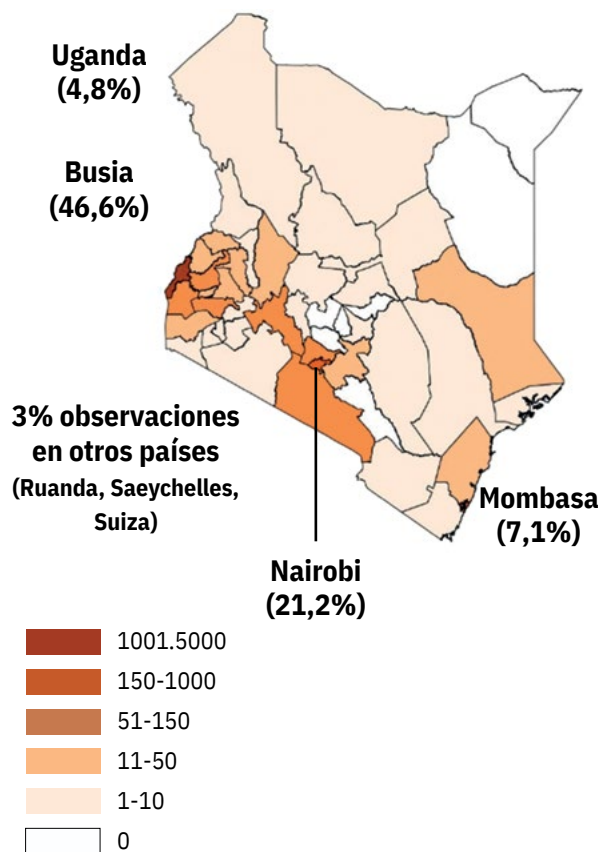 Uganda
(4,8%)
Busia
(46,6%)
3% observaciones
en otros países
(Ruanda, Saeychelles,
Suiza)
Mombasa
(7,1%)
Nairobi
(21,2%)
1001.5000
150-1000
51-150
11-50
1-10
0